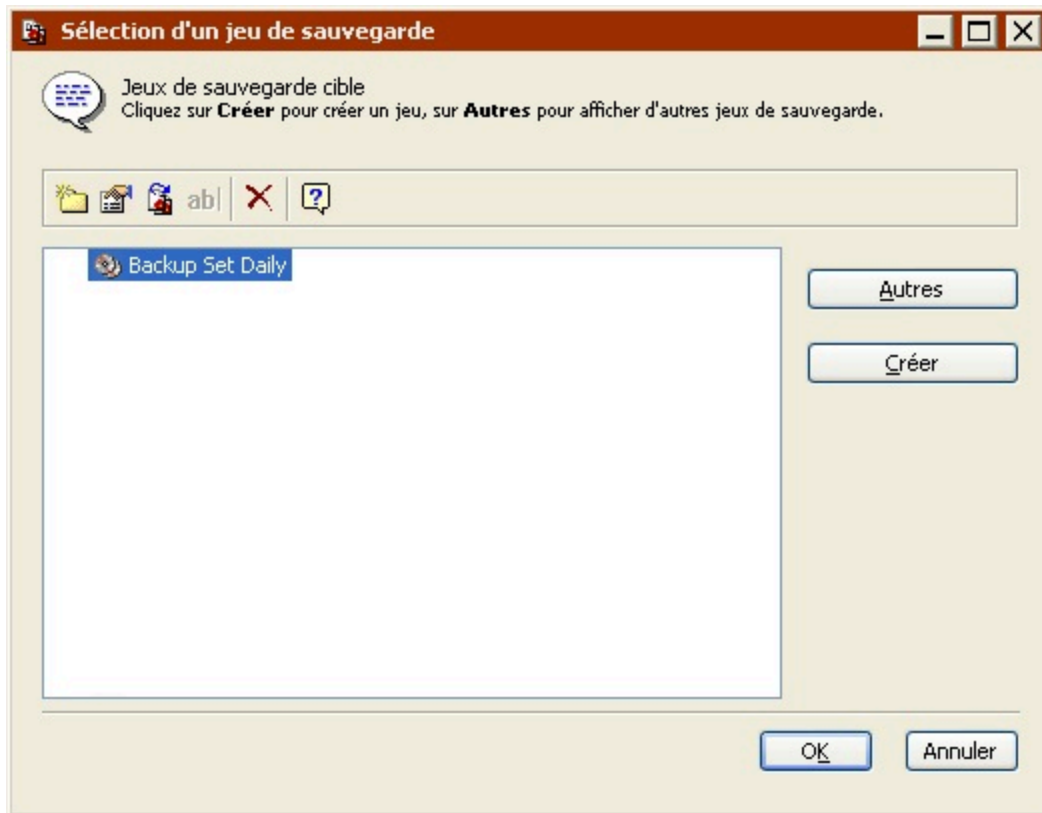 Sélection d'un jeu de sauvegarde
Jeux de sauvegarde cible
Cliquez sur Créer pour créer un jeu, sur Autres pour afficher d'autres jeux de sauvegarde.
ab|
Backup Set Daily
Autres
Créer
OK
Annuler